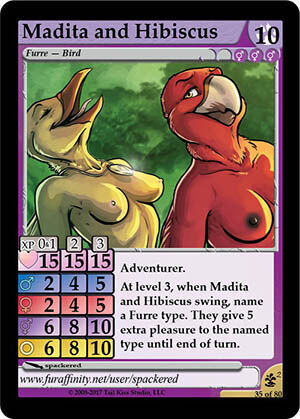 Madita and Hibiscus
10
Furre — Bird
XP 0&1 2 3
15 15 15
2 4 5
2 4 5
6 8 10
6 8 10
Adventurer.
At level 3, when Madita
and Hibiscus swing, name
a Furre type. They give 5
extra pleasure to the named
type until end of turn.
spackered
www.furaffinity.net/user/spackered
© 2005-2017 Tail Kiss Studio, LLC
2
35 of 80